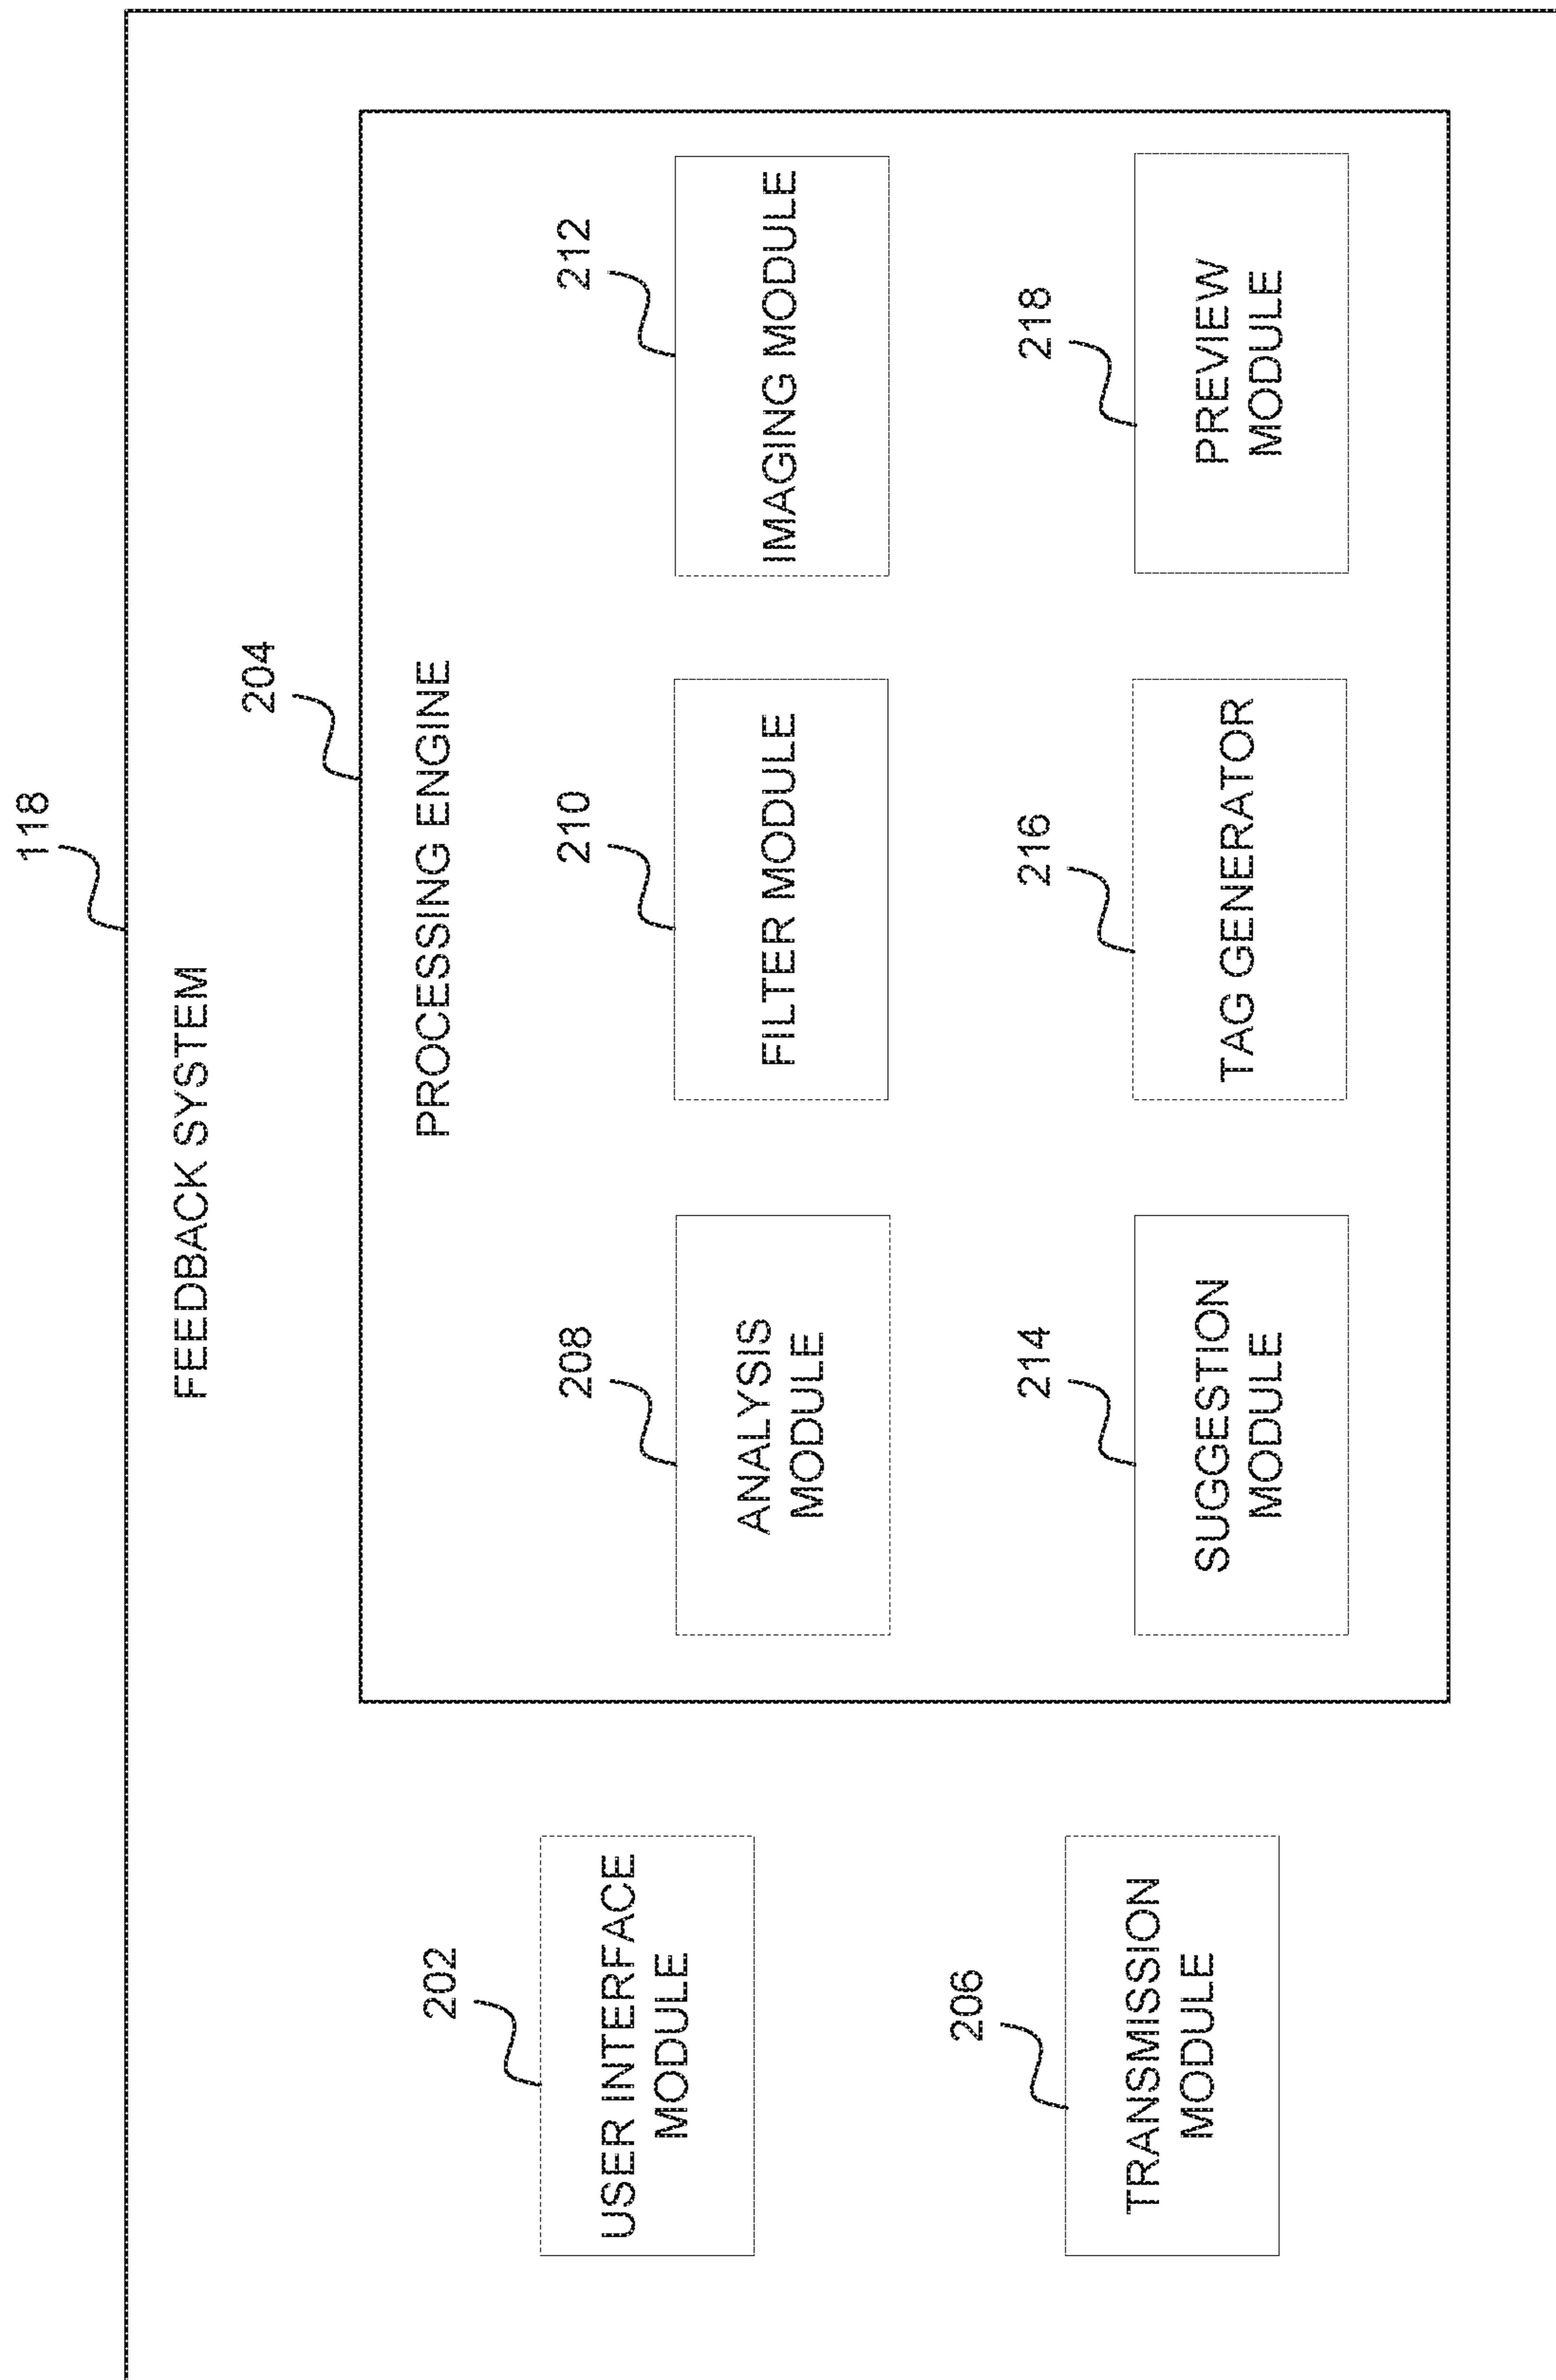 118
FEEDBACK SYSTEM
204
PROCESSING ENGINE
202
USER INTERFACE
MODULE
208
ANALYSIS
MODULE
210
FILTER MODULE
212
IMAGING MODULE
206
TRANSMISSION
MODULE
214
SUGGESTION
MODULE
216
TAG GENERATOR
218
PREVIEW
MODULE